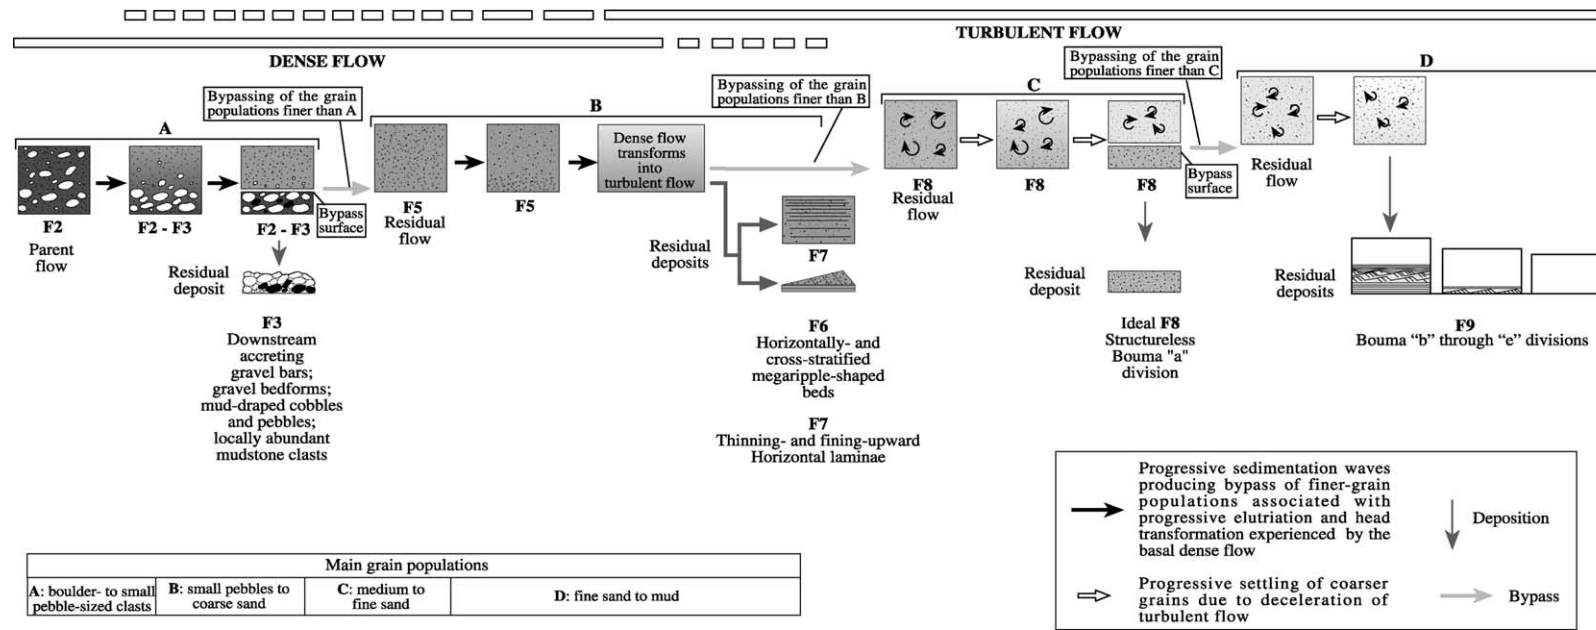 TURBULENT FLOW
DENSE FLOW
A
Bypassing of the grain
populations finer than A
B
Bypassing of the grain
populations finer than B
C
Bypassing of the grain
populations finer than C
D
F2
Parent
flow
F2 - F3
F2 - F3
Bypass
surface
Residual
deposit
F3
Downstream
accreting
gravel bars;
gravel bedforms;
mud-draped cobbles
and pebbles;
locally abundant
mudstone clasts
F5
Residual
flow
F5
Dense flow
transforms
into
turbulent flow
Residual
deposits
F7
F6
Horizontally- and
cross-stratified
megaripple-shaped
beds
F7
Thinning- and fining-upward
Horizontal laminae
F8
Residual
flow
F8
F8
Bypass
surface
Residual
deposit
Ideal F8
Structureless
Bouma "a"
division
Residual
flow
Residual
deposits
F9
Bouma “b” through “e” divisions
Progressive sedimentation waves
producing bypass of finer-grain
populations associated with
progressive elutriation and head
transformation experienced by the
basal dense flow
Deposition
Progressive settling of coarser
grains due to deceleration of
turbulent flow
Bypass
Main grain populations
A: boulder- to small
pebble-sized clasts
B: small pebbles to
coarse sand
C: medium to
fine sand
D: fine sand to mud